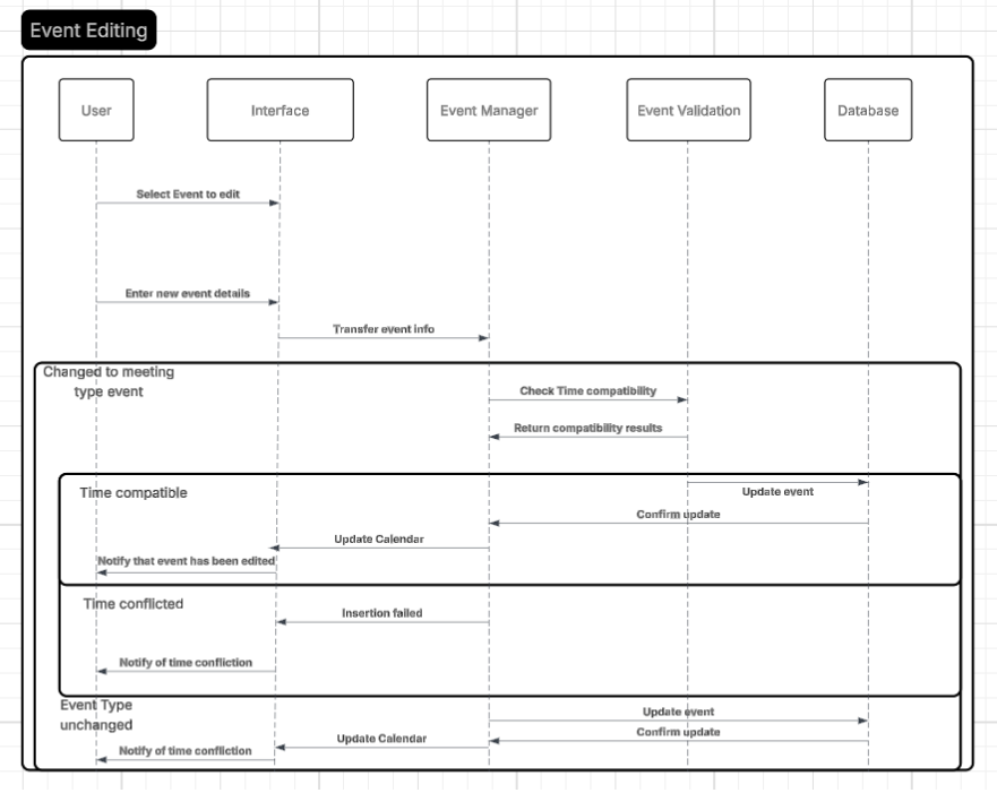 Event Editing
User
Interface
Event Manager
Event Validation
Database
Select Event to edit
Enter new event details
Transfer event info
Changed to meeting
type event
Check Time compatibility
Return compatibility results
Time compatible
Update event
Confirm update
Update Calendar
Notify that event has been edited
Time conflicted
Insertion failed
Notify of time confliction
Event Type
unchanged
Update event
Confirm update
Update Calendar
Notify of time confliction